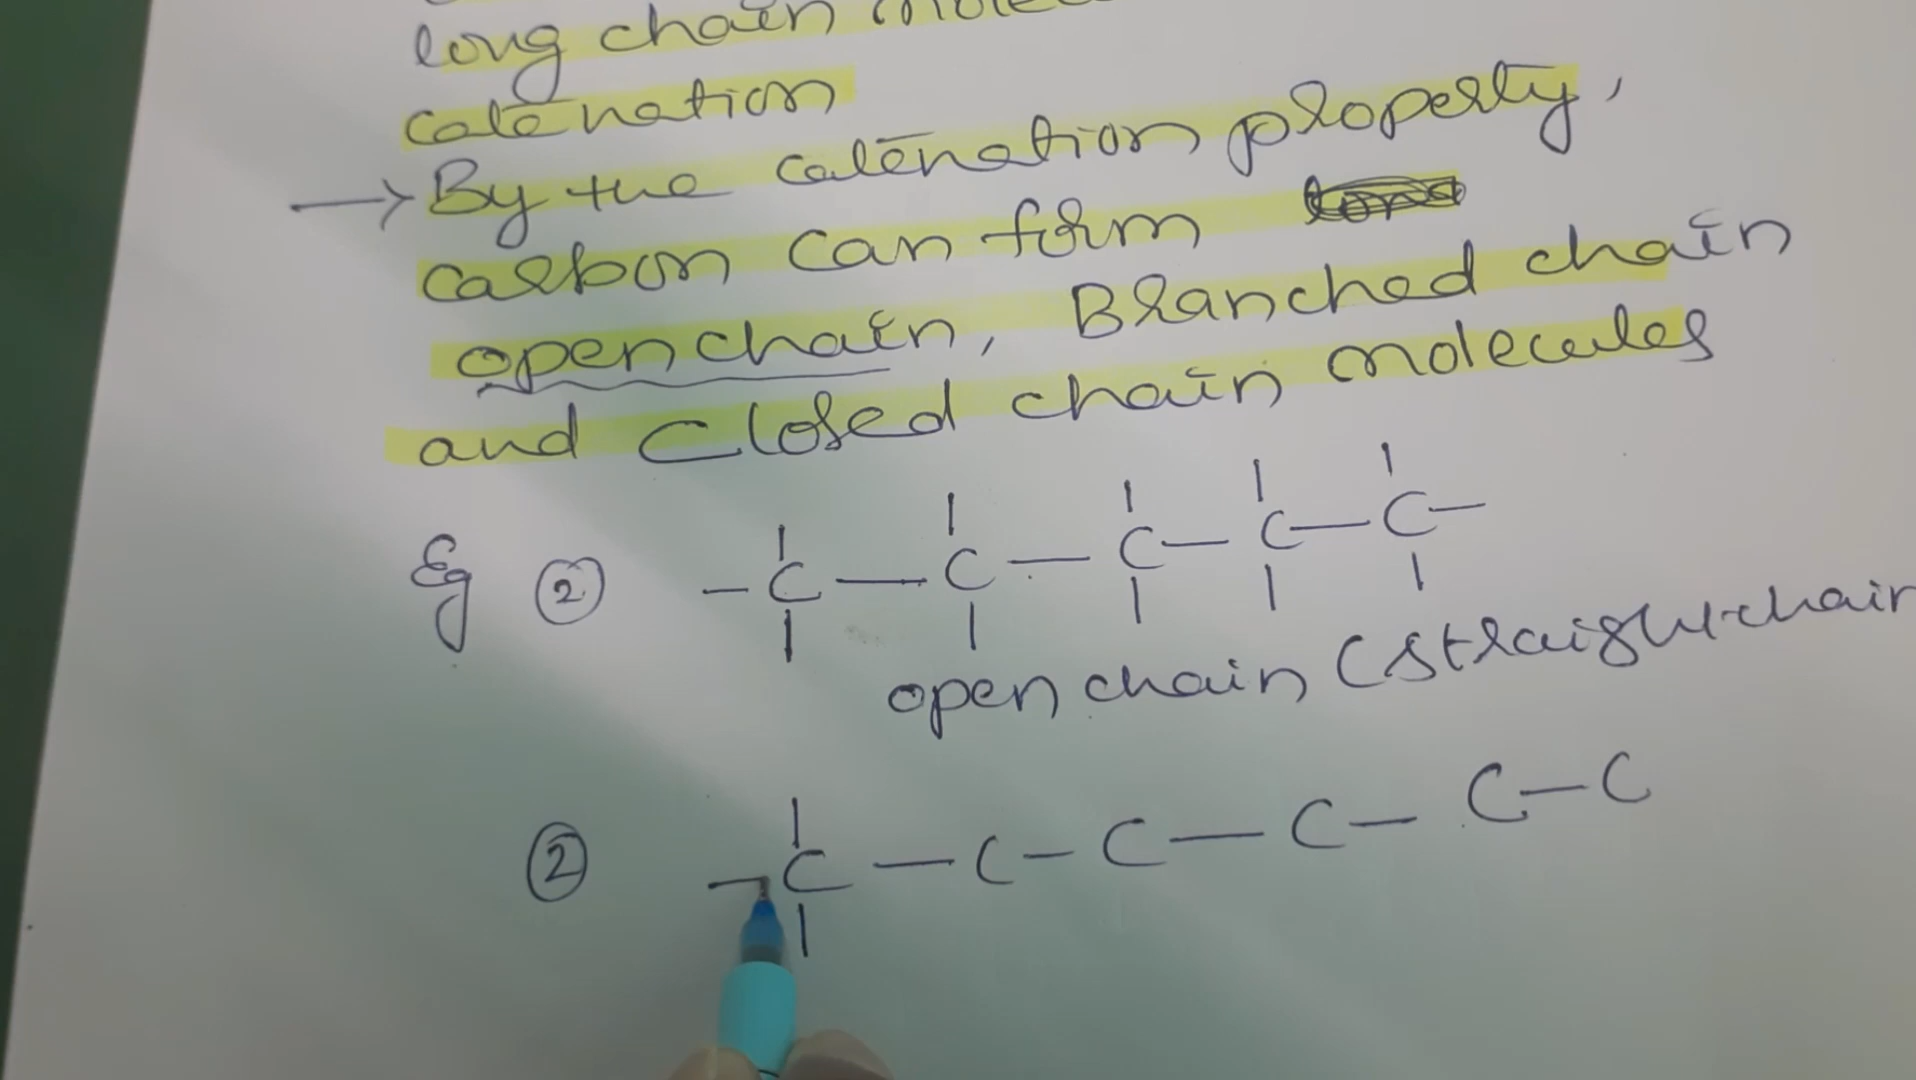 long chain
catenation
→ By the catenation property,
carbon can form
open chain, Branched chain
and closed chain molecules
Eg ② - C - C - C - C - C -
open chain (straight chain
② - C - C - C - C - C - C